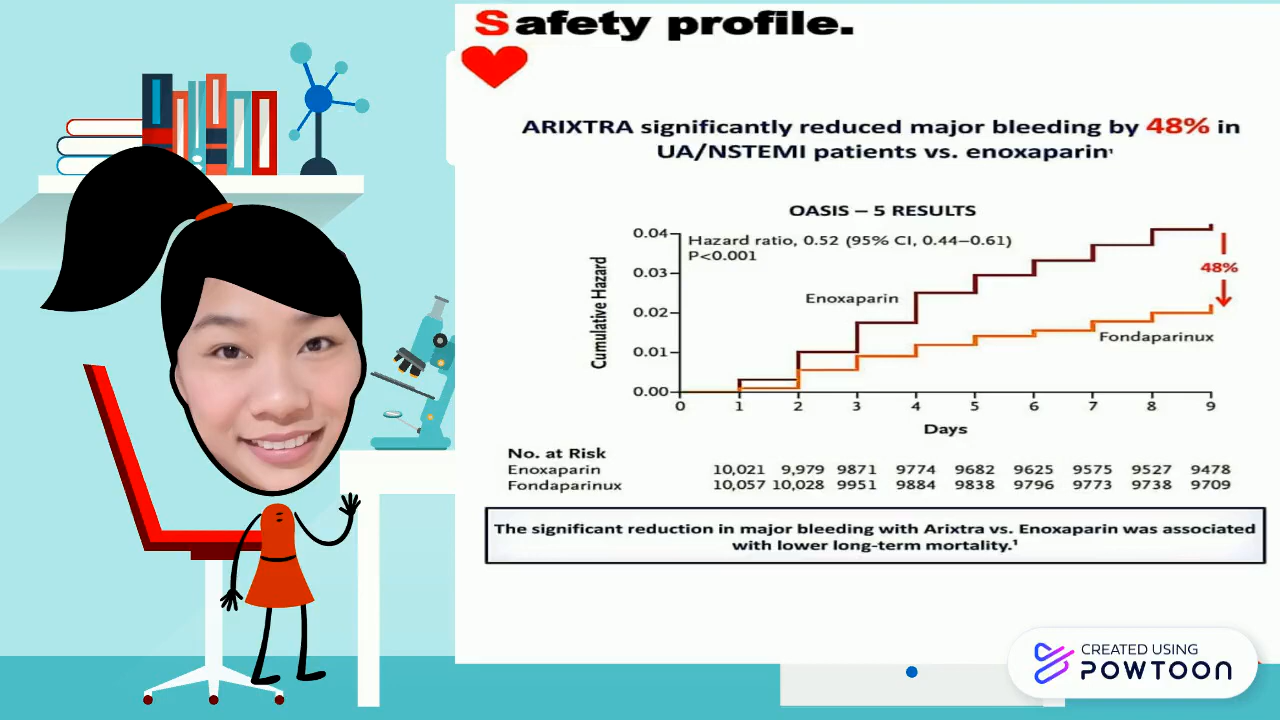 Safety profile.
ARIXTRA significantly reduced major bleeding by 48% in
UA/NSTEMI patients vs. enoxaparin¹
OASIS – 5 RESULTS
Hazard ratio, 0.52 (95% CI, 0.44–0.61)
P<0.001
Cumulative Hazard
0.04
0.03
0.02
0.01
0.00
Enoxaparin
48%
Fondaparinux
0 1 2 3 4 5 6 7 8 9
Days
No. at Risk
Enoxaparin 10,021 9,979 9871 9774 9682 9625 9575 9527 9478
Fondaparinux 10,057 10,028 9951 9884 9838 9796 9773 9738 9709
The significant reduction in major bleeding with Arixtra vs. Enoxaparin was associated
with lower long-term mortality.¹
CREATED USING
POWTOON